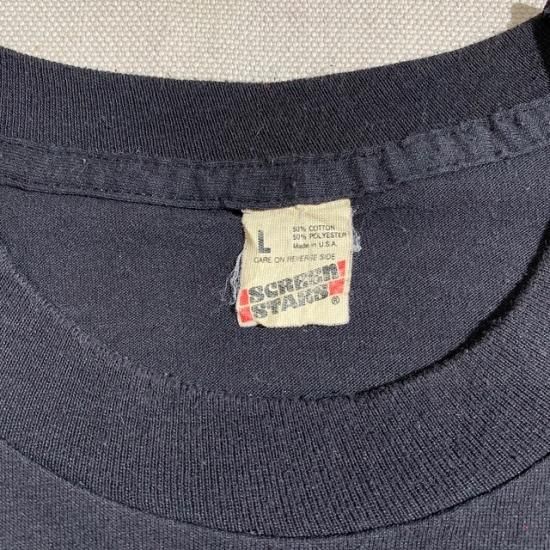 L
50% COTTON
50% POLYESTER
Made in U.S.A.
CARE ON REVERSE SIDE
SCREEN
STARS®